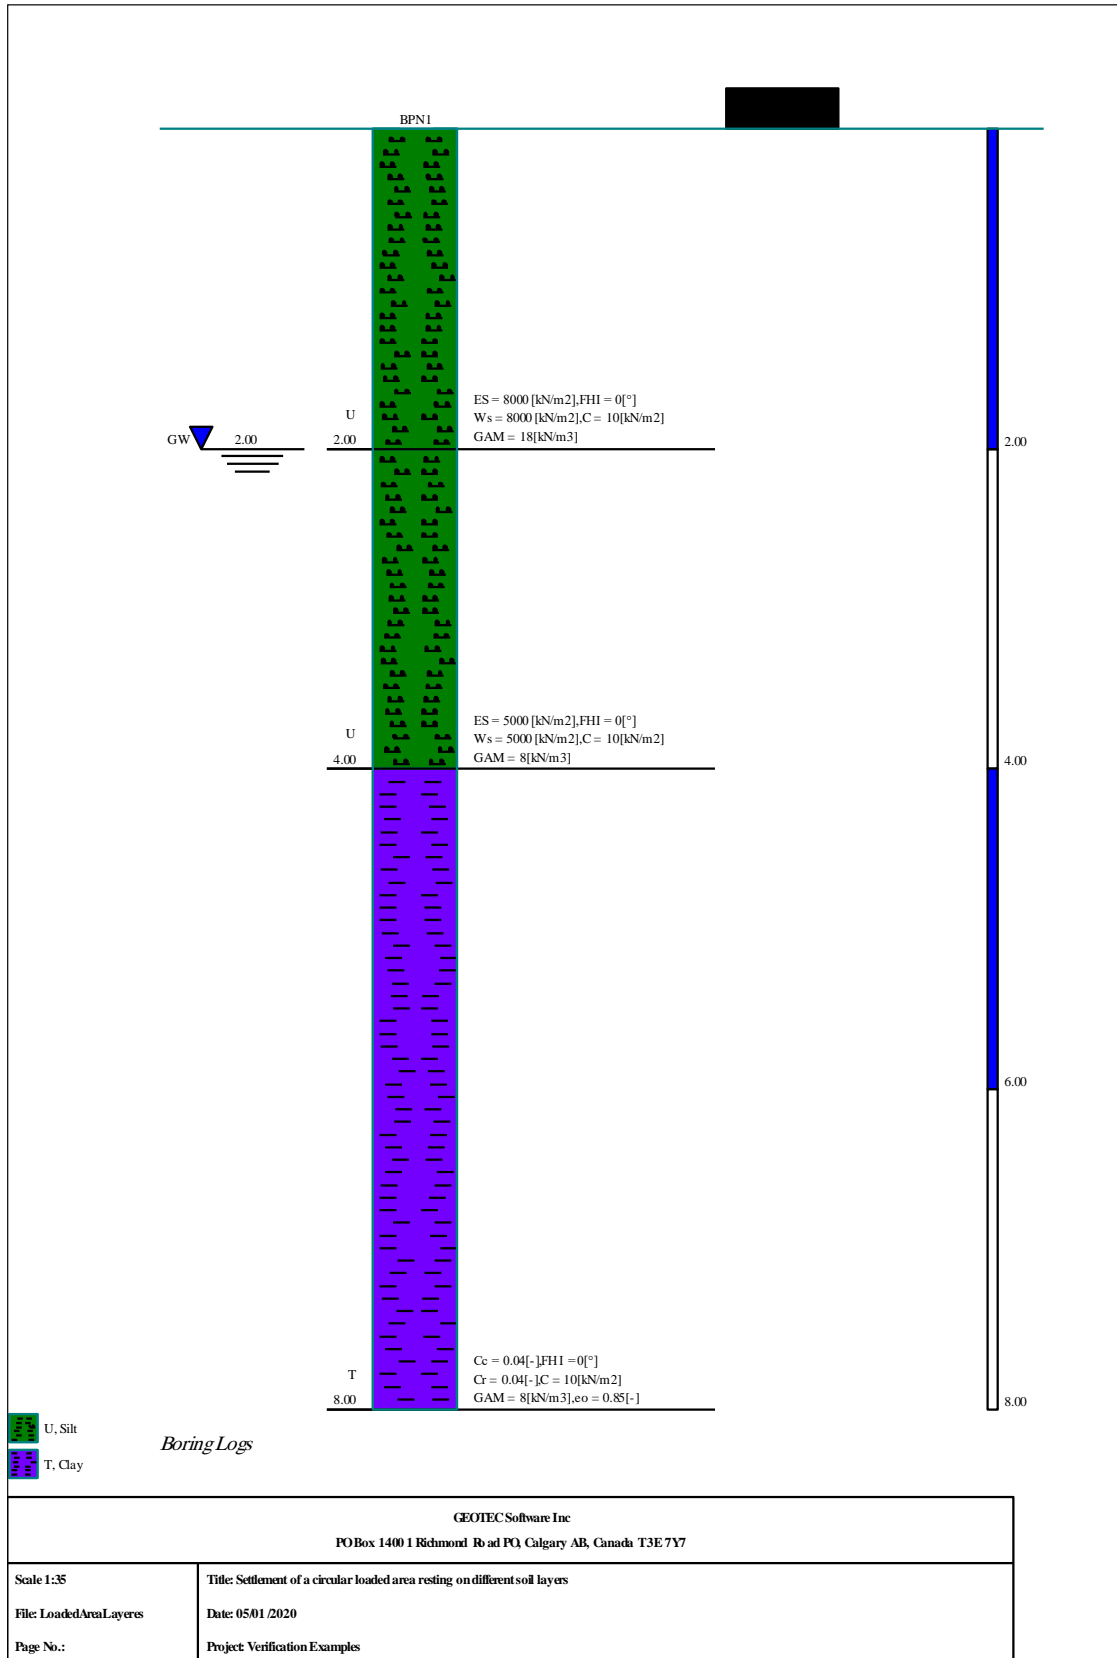 BPN1
ES = 8000 [kN/m2],FHI = 0[°]
U
Ws = 8000 [kN/m2],C = 10[kN/m2]
GW 2.00
2.00
GAM = 18[kN/m3]
2.00
ES = 5000 [kN/m2],FHI = 0[°]
U
Ws = 5000 [kN/m2],C = 10[kN/m2]
4.00
GAM = 8[kN/m3]
4.00
6.00
Cc = 0.04[-],FHI =0[°]
T
Cr = 0.04[-],C = 10[kN/m2]
8.00
GAM = 8[kN/m3],eo = 0.85[-]
8.00
U, Silt
Boring Logs
T, Clay
GEOTEC Software Inc
PO Box 1400 1 Richmond Road PO, Calgary AB, Canada T3E 7Y7
Scale 1:35
Title: Settlement of a circular loaded area resting on different soil layers
File: LoadedAreaLayeres
Date: 05/01/2020
Page No.:
Project: Verification Examples